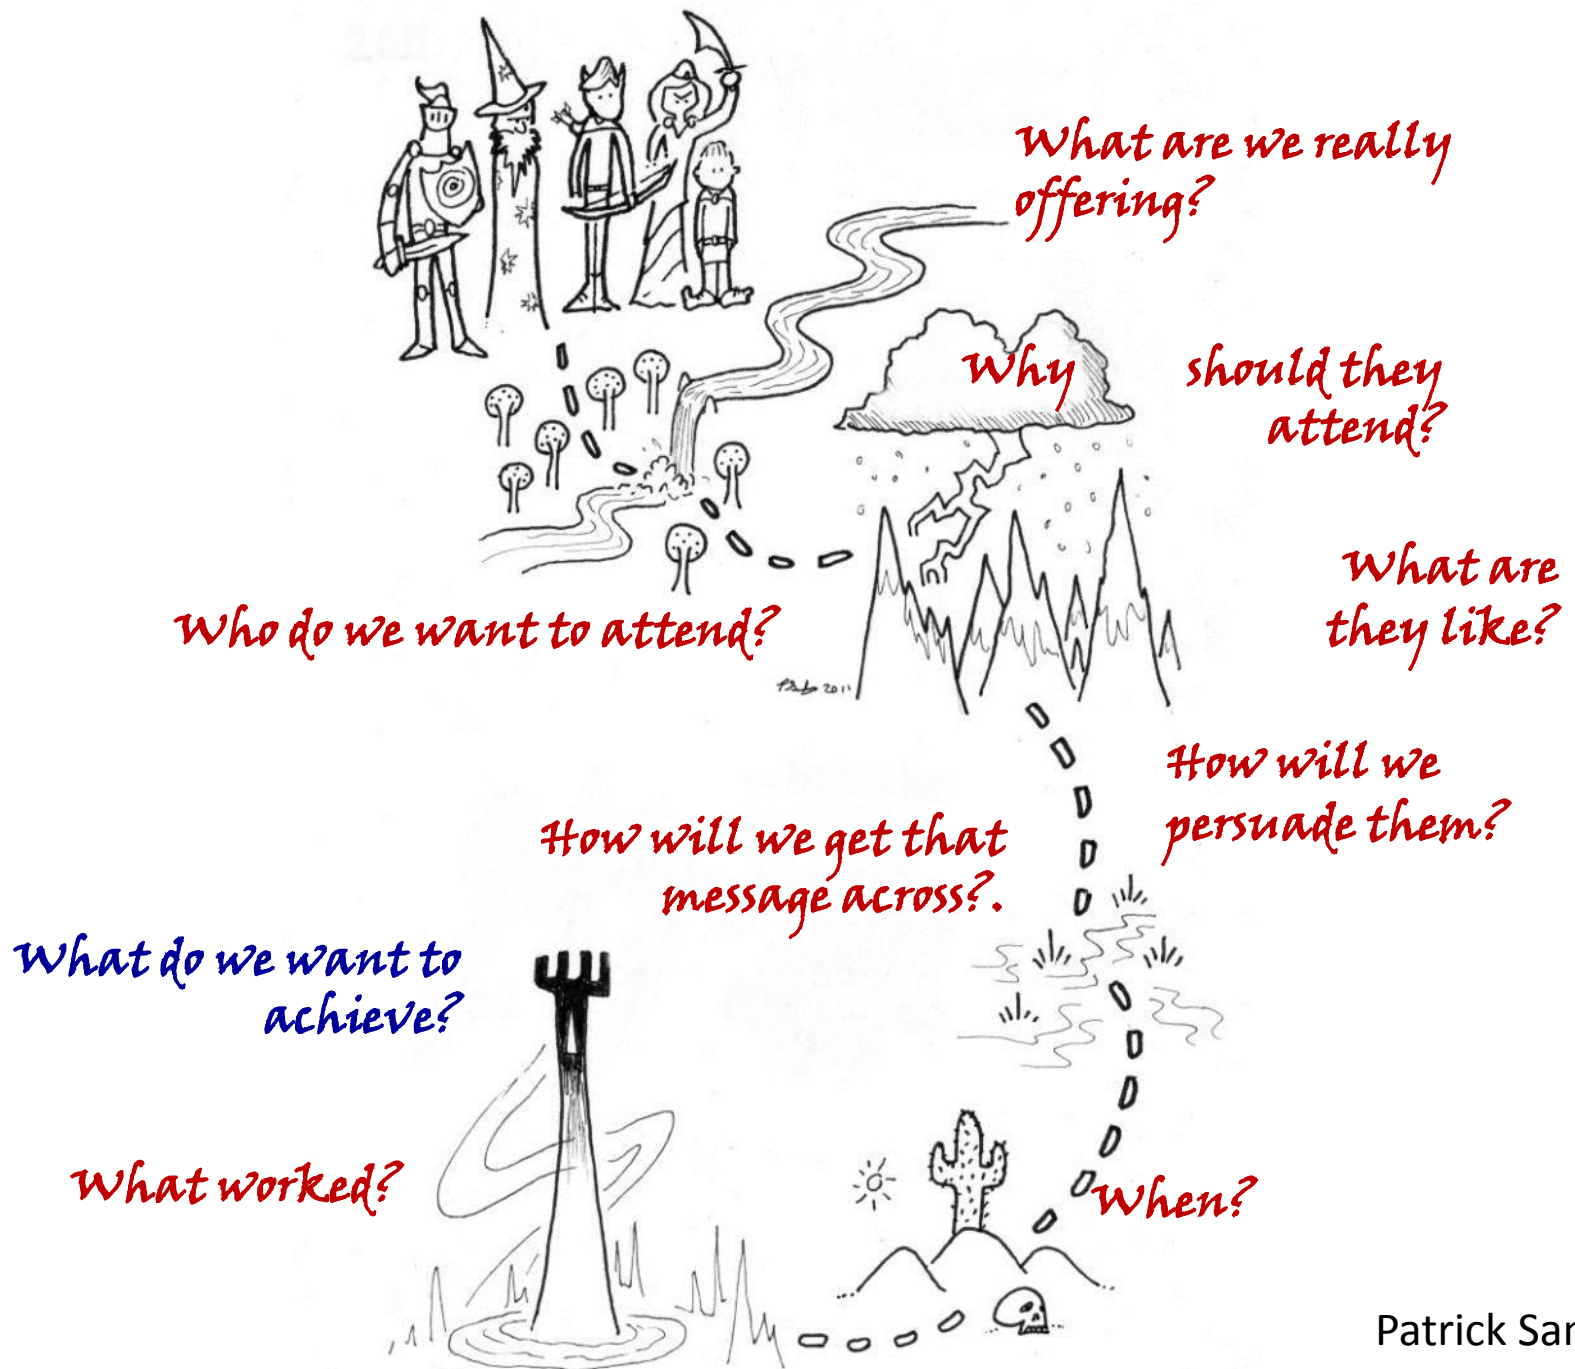 What are we really
offering?
Why should they
attend?
What are
they like?
Who do we want to attend?
2011
How will we
persuade them?
How will we get that
message across?.
What do we want to
achieve?
What worked?
When?
Patrick